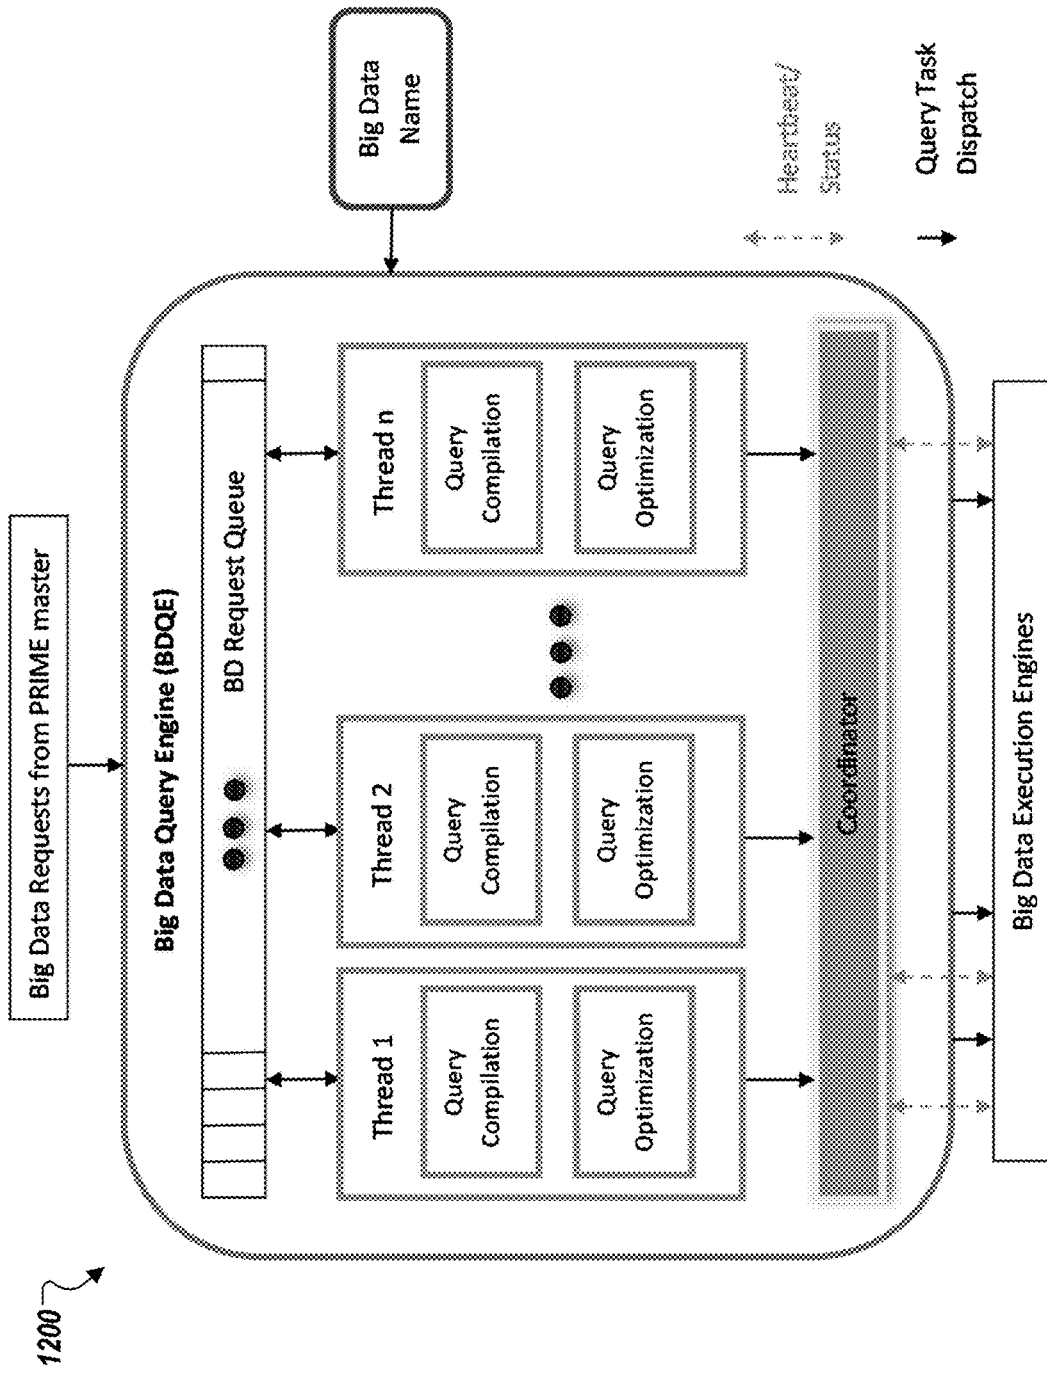 1200
Big Data Requests from PRIME master
Big Data Query Engine (BDQE)
BD Request Queue
Thread 1
Query
Compilation
Query
Optimization
Thread 2
Query
Compilation
Query
Optimization
Thread n
Query
Compilation
Query
Optimization
Coordinator
Big Data Execution Engines
Big Data
Name
Heartbeat/
Status
Query Task
Dispatch